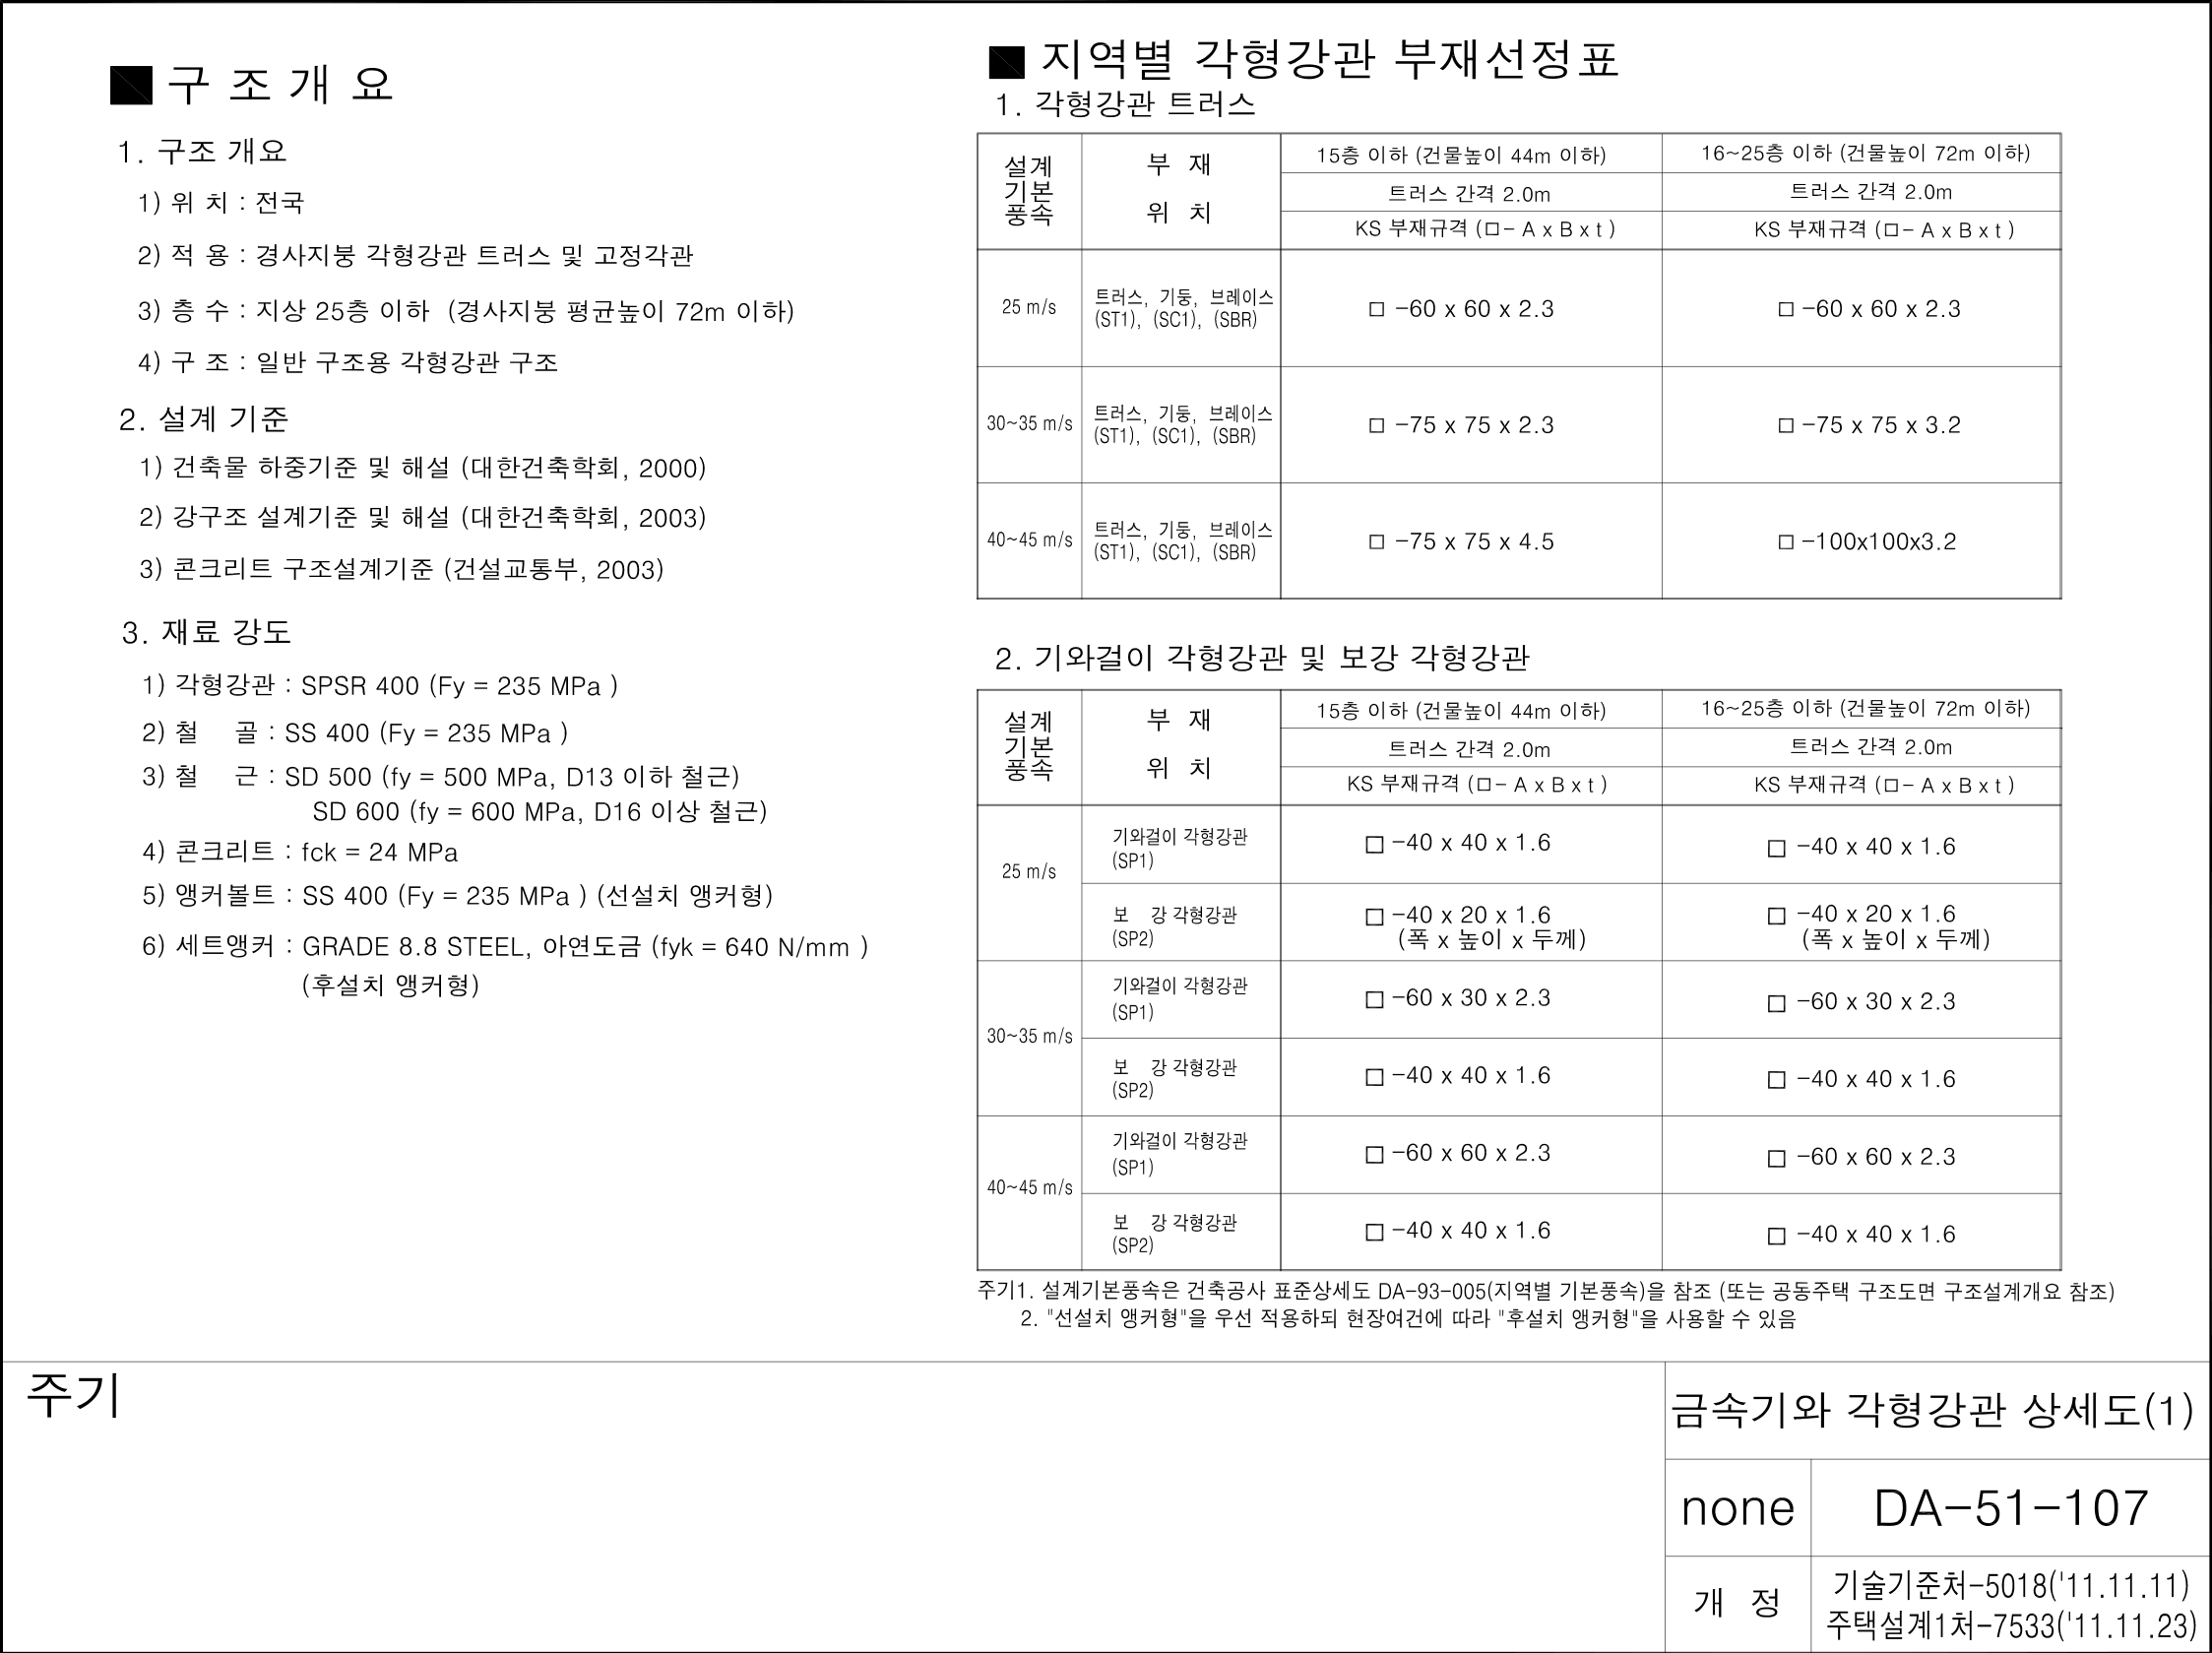 ■ 구 조 개 요
1. 구조 개요
1) 위 치 : 전국
2) 적 용 : 경사지붕 각형강관 트러스 및 고정각관
3) 층 수 : 지상 25층 이하 (경사지붕 평균높이 72m 이하)
4) 구 조 : 일반 구조용 각형강관 구조
2. 설계 기준
1) 건축물 하중기준 및 해설 (대한건축학회, 2000)
2) 강구조 설계기준 및 해설 (대한건축학회, 2003)
3) 콘크리트 구조설계기준 (건설교통부, 2003)
3. 재료 강도
1) 각형강관 : SPSR 400 (Fy = 235 MPa )
2) 철 골 : SS 400 (Fy = 235 MPa )
3) 철 근 : SD 500 (fy = 500 MPa, D13 이하 철근)
SD 600 (fy = 600 MPa, D16 이상 철근)
4) 콘크리트 : fck = 24 MPa
5) 앵커볼트 : SS 400 (Fy = 235 MPa ) (선설치 앵커형)
6) 세트앵커 : GRADE 8.8 STEEL, 아연도금 (fyk = 640 N/mm )
(후설치 앵커형)
■ 지역별 각형강관 부재선정표
1. 각형강관 트러스
설계 기본 풍속
부 재 위 치
15층 이하 (건물높이 44m 이하)
16~25층 이하 (건물높이 72m 이하)
트러스 간격 2.0m
트러스 간격 2.0m
KS 부재규격 (□- A x B x t )
KS 부재규격 (□- A x B x t )
25 m/s
트러스, 기둥, 브레이스
(ST1), (SC1), (SBR)
□ -60 x 60 x 2.3
□ -60 x 60 x 2.3
30~35 m/s
트러스, 기둥, 브레이스
(ST1), (SC1), (SBR)
□ -75 x 75 x 2.3
□ -75 x 75 x 3.2
40~45 m/s
트러스, 기둥, 브레이스
(ST1), (SC1), (SBR)
□ -75 x 75 x 4.5
□ -100x100x3.2
2. 기와걸이 각형강관 및 보강 각형강관
설계 기본 풍속
부 재 위 치
15층 이하 (건물높이 44m 이하)
16~25층 이하 (건물높이 72m 이하)
트러스 간격 2.0m
트러스 간격 2.0m
KS 부재규격 (□- A x B x t )
KS 부재규격 (□- A x B x t )
25 m/s
기와걸이 각형강관
(SP1)
□ -40 x 40 x 1.6
□ -40 x 40 x 1.6
보 강 각형강관
(SP2)
□ -40 x 20 x 1.6
(폭 x 높이 x 두께)
□ -40 x 20 x 1.6
(폭 x 높이 x 두께)
30~35 m/s
기와걸이 각형강관
(SP1)
□ -60 x 30 x 2.3
□ -60 x 30 x 2.3
보 강 각형강관
(SP2)
□ -40 x 40 x 1.6
□ -40 x 40 x 1.6
40~45 m/s
기와걸이 각형강관
(SP1)
□ -60 x 60 x 2.3
□ -60 x 60 x 2.3
보 강 각형강관
(SP2)
□ -40 x 40 x 1.6
□ -40 x 40 x 1.6
주기1. 설계기본풍속은 건축공사 표준상세도 DA-93-005(지역별 기본풍속)을 참조 (또는 공동주택 구조도면 구조설계개요 참조)
2. "선설치 앵커형"을 우선 적용하되 현장여건에 따라 "후설치 앵커형"을 사용할 수 있음
주기
금속기와 각형강관 상세도(1)
none
DA-51-107
개 정
기술기준처-5018('11.11.11)
주택설계1처-7533('11.11.23)